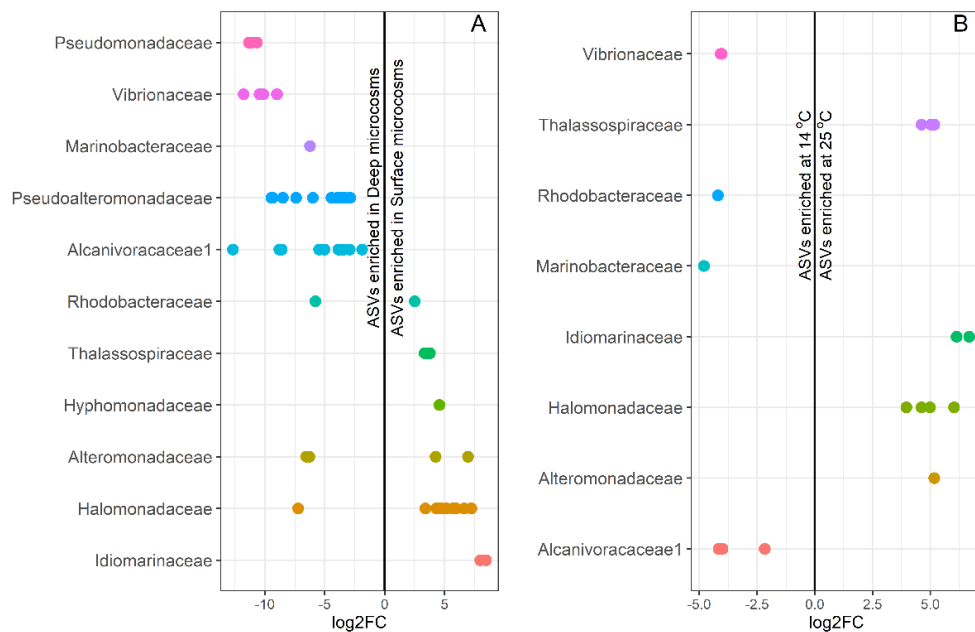 A
Pseudomonadaceae
Vibrionaceae
Marinobacteraceae
Pseudoalteromonadaceae
Alcanivoracaceae1
Rhodobacteraceae
Thalassospiraceae
Hyphomonadaceae
Alteromonadaceae
Halomonadaceae
Idiomarinaceae
ASVs enriched in Deep microcosms
ASVs enriched in Surface microcosms
-10 -5 0 5
log2FC
B
Vibrionaceae
Thalassospiraceae
Rhodobacteraceae
Marinobacteraceae
Idiomarinaceae
Halomonadaceae
Alteromonadaceae
Alcanivoracaceae1
ASVs enriched at 14 °C
ASVs enriched at 25 °C
-5.0 -2.5 0.0 2.5 5.0
log2FC